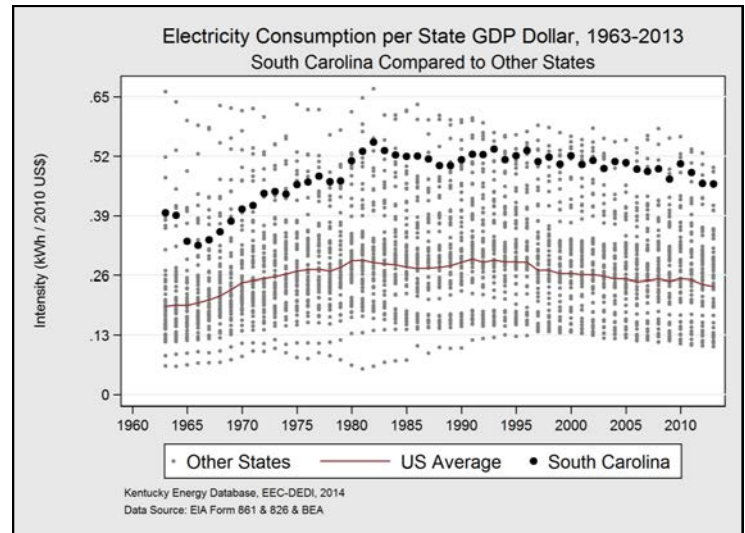 Electricity Consumption per State GDP Dollar, 1963-2013
South Carolina Compared to Other States
Intensity (kWh / 2010 US$)
.65
.52
.39
.26
.13
0
1960 1965 1970 1975 1980 1985 1990 1995 2000 2005 2010
Other States US Average South Carolina
Kentucky Energy Database, EEC-DEDI, 2014
Data Source: EIA Form 861 & 826 & BEA